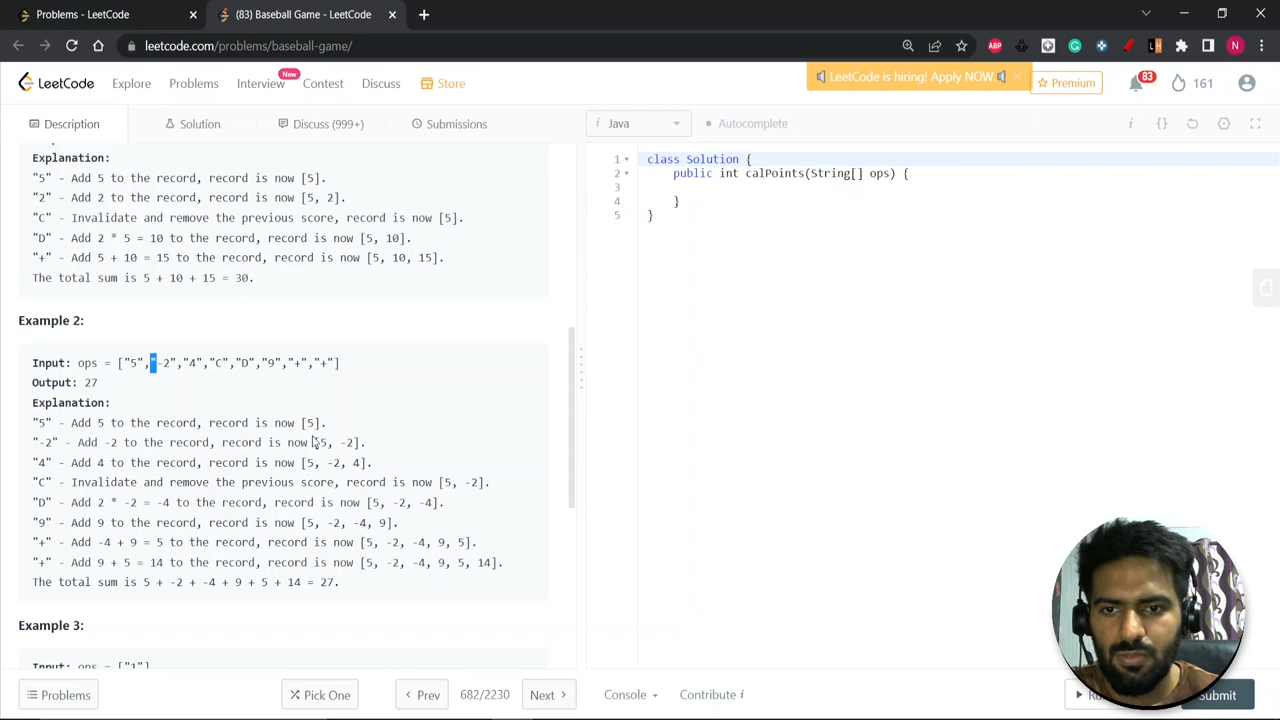 Problems - LeetCode
(83) Baseball Game - LeetCode
leetcode.com/problems/baseball-game/
ABP
LH
N
LeetCode
Explore
Problems
Interview
New
Contest
Discuss
Store
LeetCode is hiring! Apply NOW.
Premium
83
161
Description
Solution
Discuss (999+)
Submissions
i Java
Autocomplete
Explanation:
"5" - Add 5 to the record, record is now [5].
"2" - Add 2 to the record, record is now [5, 2].
"C" - Invalidate and remove the previous score, record is now [5].
"D" - Add 2 * 5 = 10 to the record, record is now [5, 10].
"+" - Add 5 + 10 = 15 to the record, record is now [5, 10, 15].
The total sum is 5 + 10 + 15 = 30.
Example 2:
Input: ops = ["5","-2","4","C","D","9","+","+"]
Output: 27
Explanation:
"5" - Add 5 to the record, record is now [5].
"-2" - Add -2 to the record, record is now [5, -2].
"4" - Add 4 to the record, record is now [5, -2, 4].
"C" - Invalidate and remove the previous score, record is now [5, -2].
"D" - Add 2 * -2 = -4 to the record, record is now [5, -2, -4].
"9" - Add 9 to the record, record is now [5, -2, -4, 9].
"+" - Add -4 + 9 = 5 to the record, record is now [5, -2, -4, 9, 5].
"+" - Add 9 + 5 = 14 to the record, record is now [5, -2, -4, 9, 5, 14].
The total sum is 5 + -2 + -4 + 9 + 5 + 14 = 27.
Example 3:
Input: ops = ["1"]
1 class Solution {
2 public int calPoints(String[] ops) {
3
4 }
5 }
Problems
Pick One
Prev
682/2230
Next
Console
Contribute i
Submit